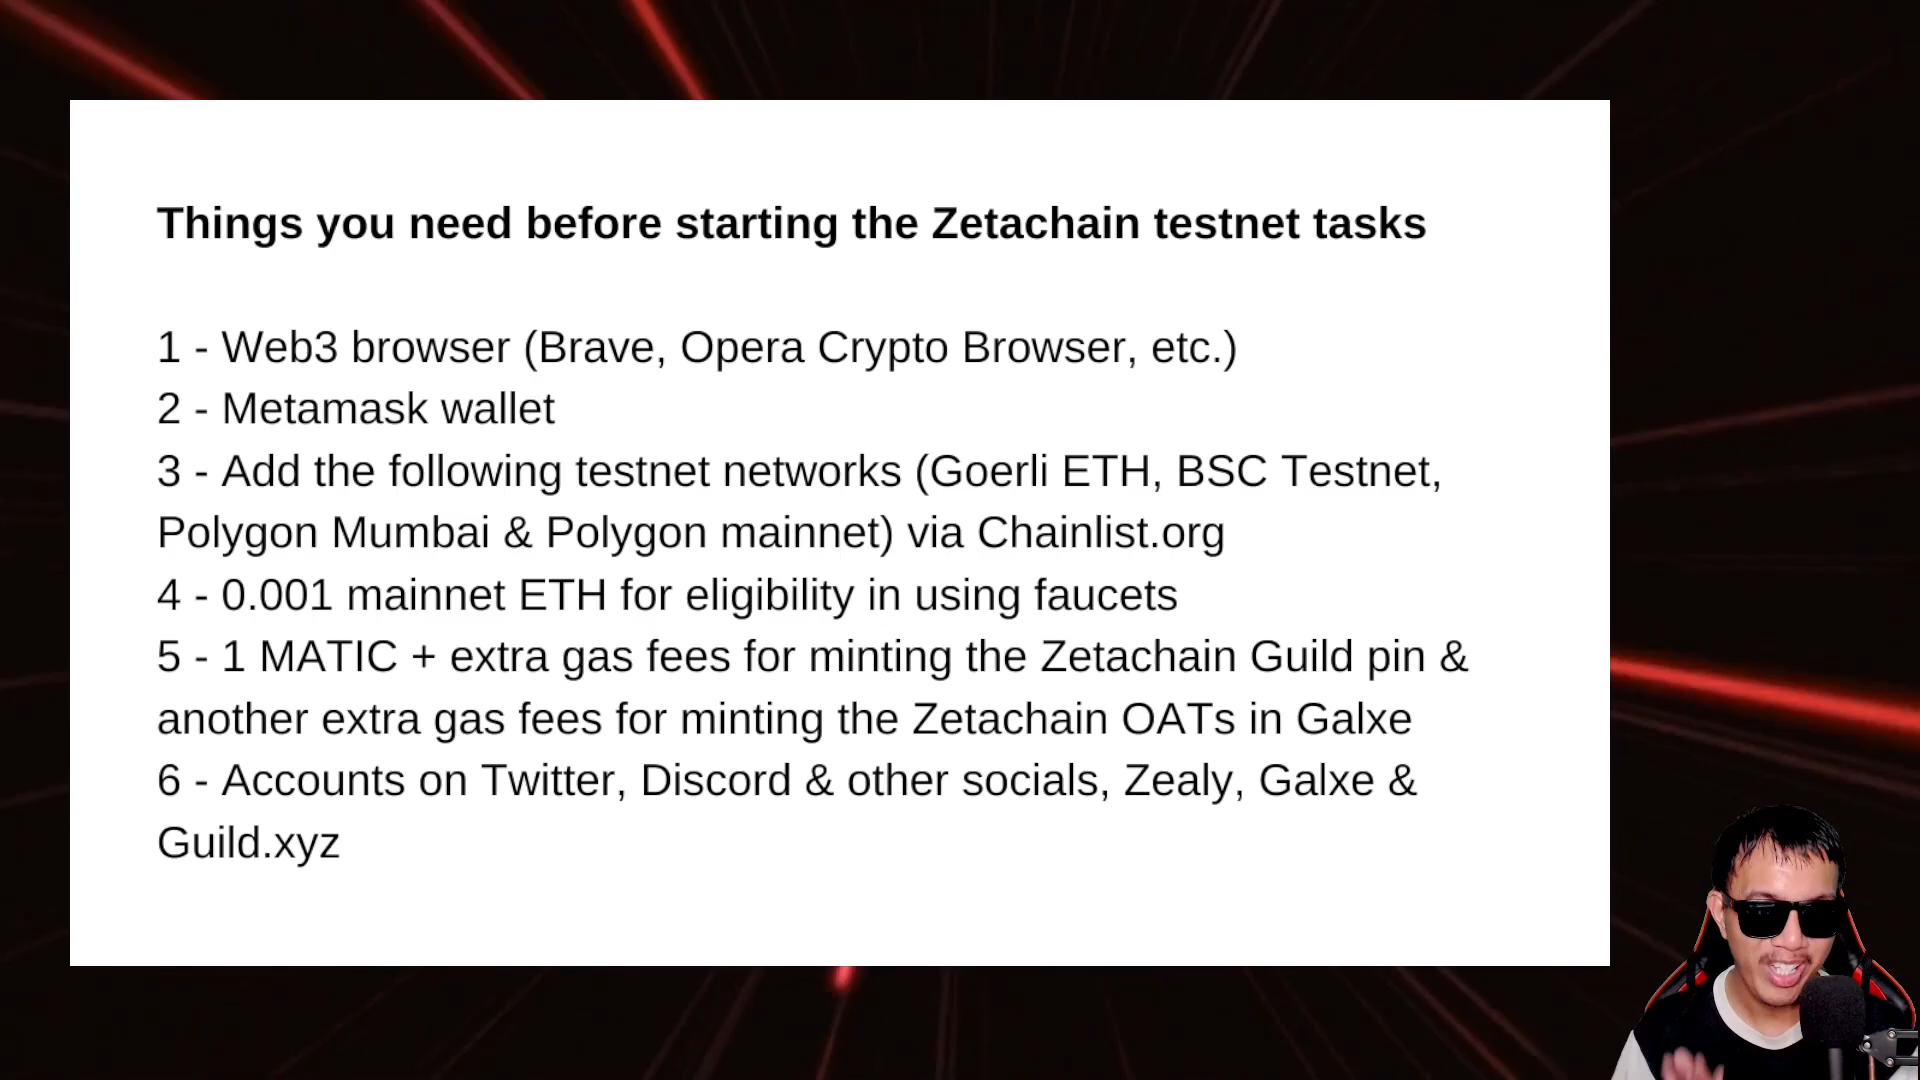 Things you need before starting the Zetachain testnet tasks
1 - Web3 browser (Brave, Opera Crypto Browser, etc.)
2 - Metamask wallet
3 - Add the following testnet networks (Goerli ETH, BSC Testnet,
Polygon Mumbai & Polygon mainnet) via Chainlist.org
4 - 0.001 mainnet ETH for eligibility in using faucets
5 - 1 MATIC + extra gas fees for minting the Zetachain Guild pin &
another extra gas fees for minting the Zetachain OATs in Galxe
6 - Accounts on Twitter, Discord & other socials, Zealy, Galxe &
Guild.xyz